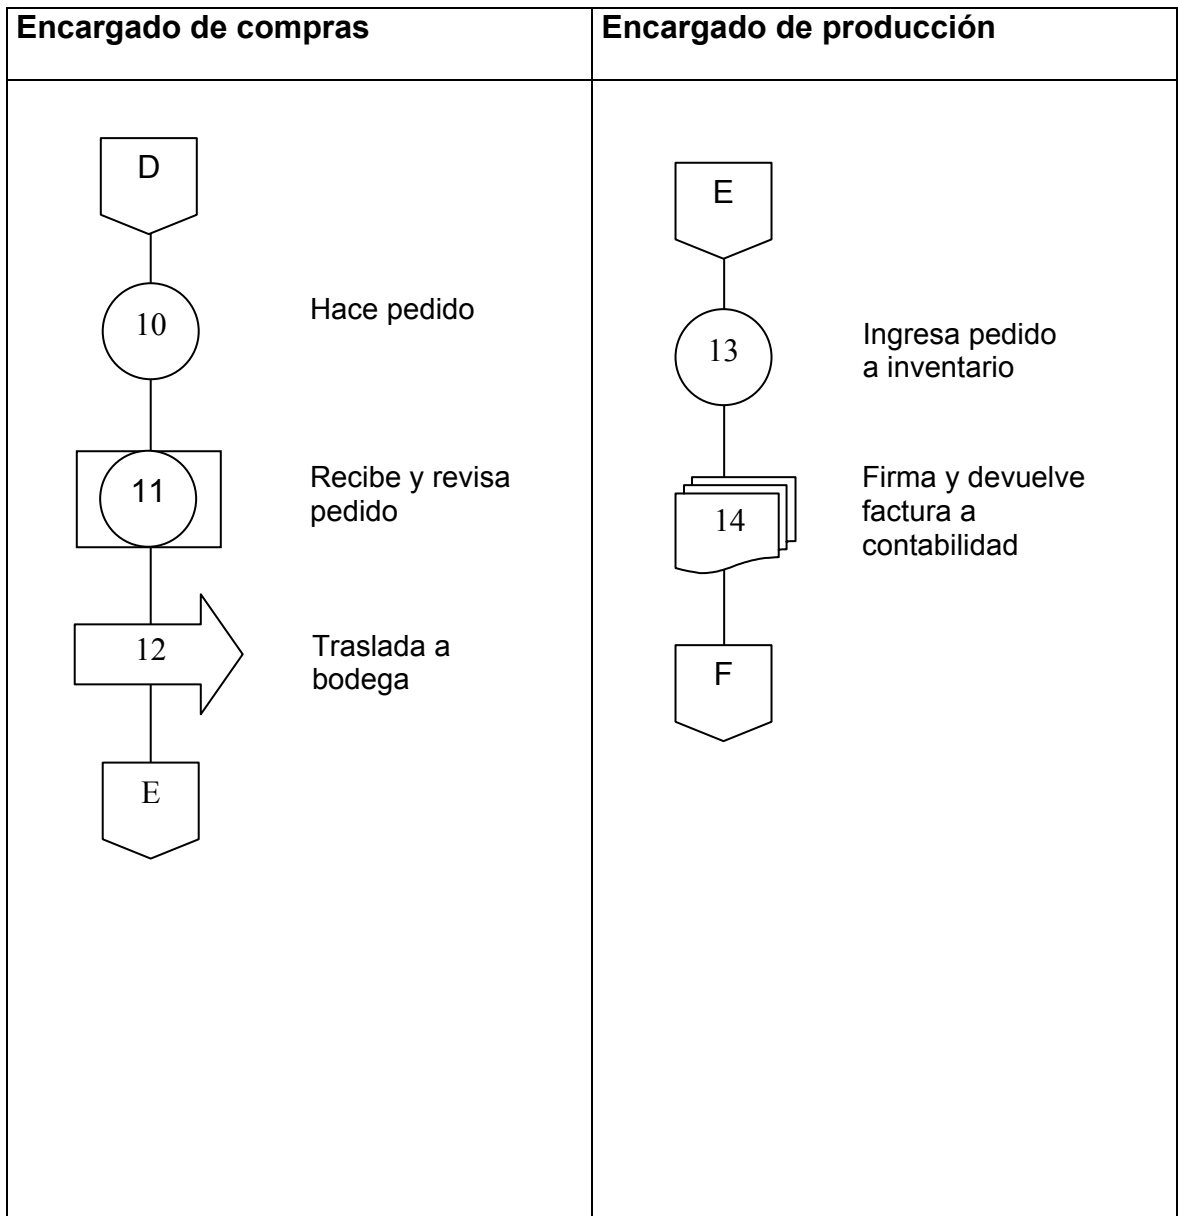 Encargado de compras
Encargado de producción
D
10
Hace pedido
11
Recibe y revisa
pedido
12
Traslada a
bodega
E
E
13
Ingresa pedido
a inventario
14
Firma y devuelve
factura a
contabilidad
F